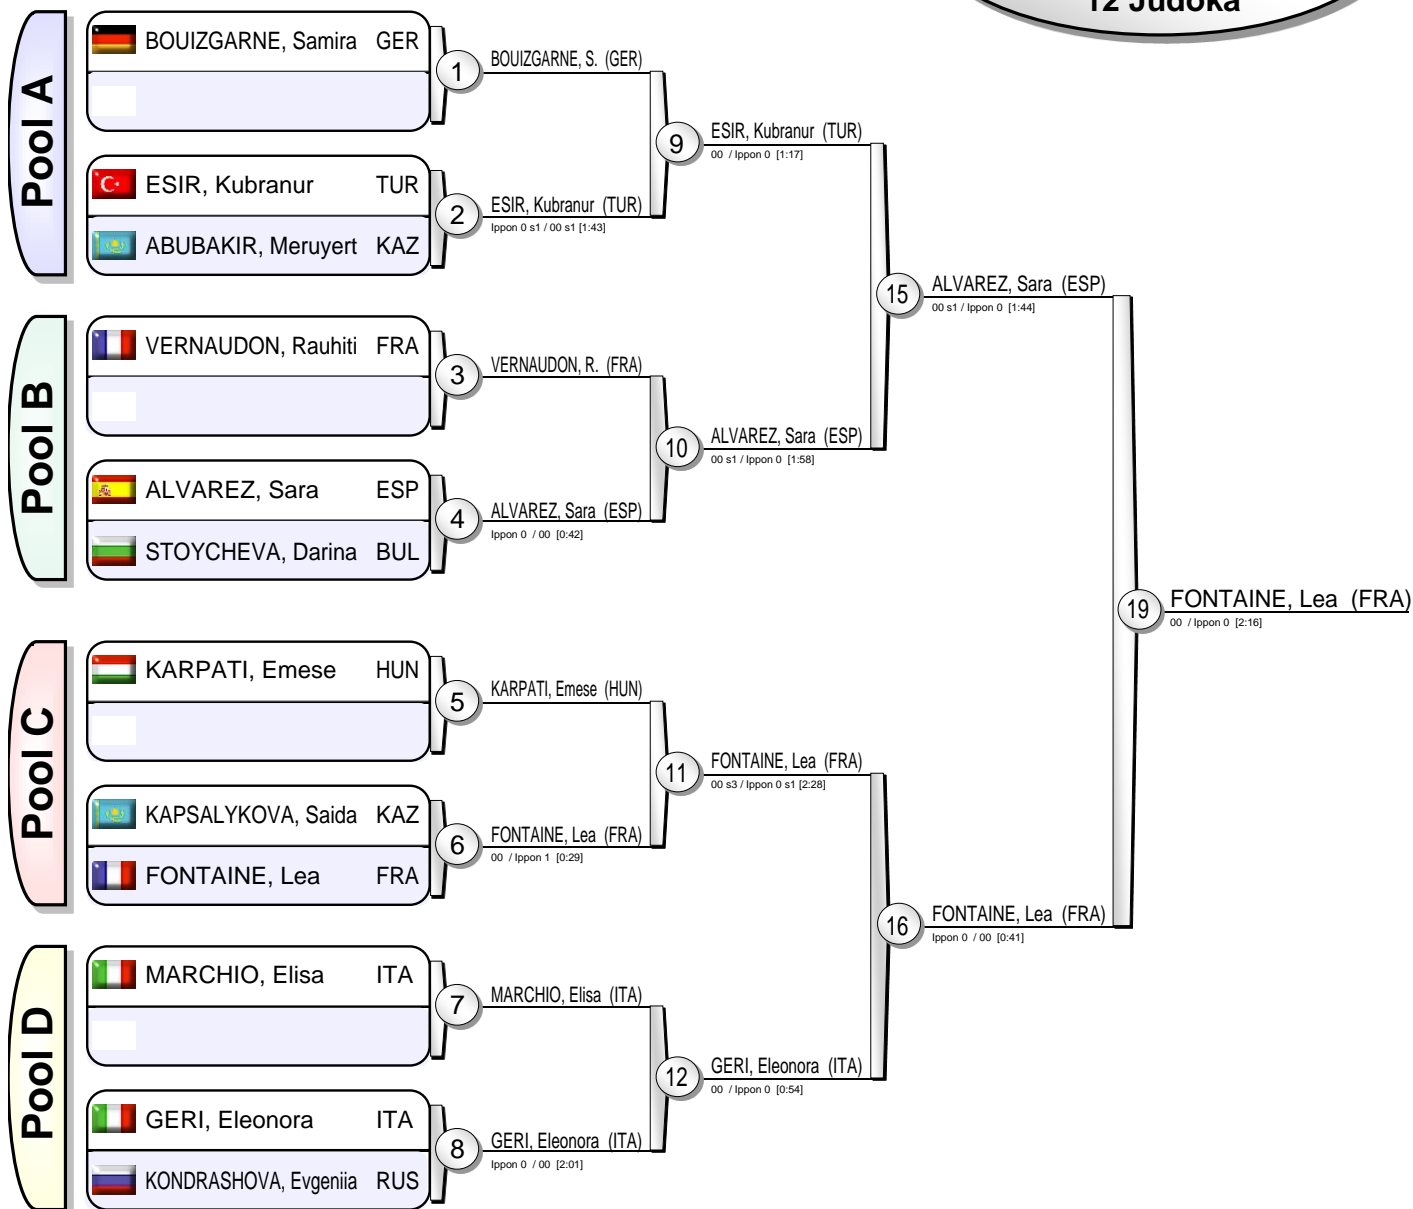 12 Judoka
Pool A
BOUIZGARNE, Samira GER
1
BOUIZGARNE, S. (GER)
ESIR, Kubranur TUR
ABUBAKIR, Meruyert KAZ
2
ESIR, Kubranur (TUR)
Ippon 0 s1 / 00 s1 [1:43]
9
ESIR, Kubranur (TUR)
00 / Ippon 0 [1:17]
Pool B
VERNAUDON, Rauhiti FRA
3
VERNAUDON, R. (FRA)
ALVAREZ, Sara ESP
STOYCHEVA, Darina BUL
4
ALVAREZ, Sara (ESP)
Ippon 0 / 00 [0:42]
10
ALVAREZ, Sara (ESP)
00 s1 / Ippon 0 [1:58]
15
ALVAREZ, Sara (ESP)
00 s1 / Ippon 0 [1:44]
Pool C
KARPATI, Emese HUN
5
KARPATI, Emese (HUN)
KAPSALYKOVA, Saida KAZ
FONTAINE, Lea FRA
6
FONTAINE, Lea (FRA)
00 / Ippon 1 [0:29]
11
FONTAINE, Lea (FRA)
00 s3 / Ippon 0 s1 [2:28]
Pool D
MARCHIO, Elisa ITA
7
MARCHIO, Elisa (ITA)
GERI, Eleonora ITA
KONDRASHOVA, Evgeniia RUS
8
GERI, Eleonora (ITA)
Ippon 0 / 00 [2:01]
12
GERI, Eleonora (ITA)
00 / Ippon 0 [0:54]
16
FONTAINE, Lea (FRA)
Ippon 0 / 00 [0:41]
19
FONTAINE, Lea (FRA)
00 / Ippon 0 [2:16]